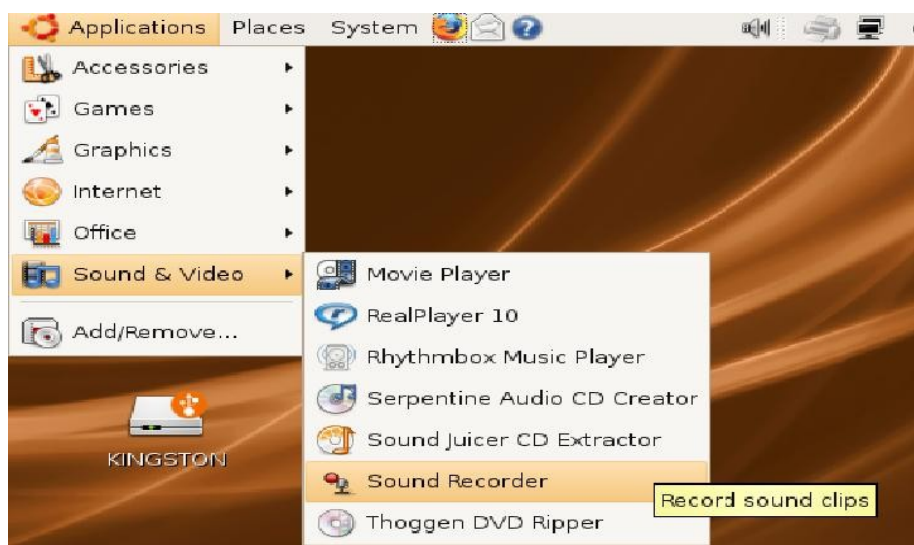 Applications Places System
Accessories
Games
Graphics
Internet
Office
Sound & Video
Add/Remove...
Movie Player
RealPlayer 10
Rhythmbox Music Player
Serpentine Audio CD Creator
Sound Juicer CD Extractor
Sound Recorder
Record sound clips
Thoggen DVD Ripper
KINGSTON